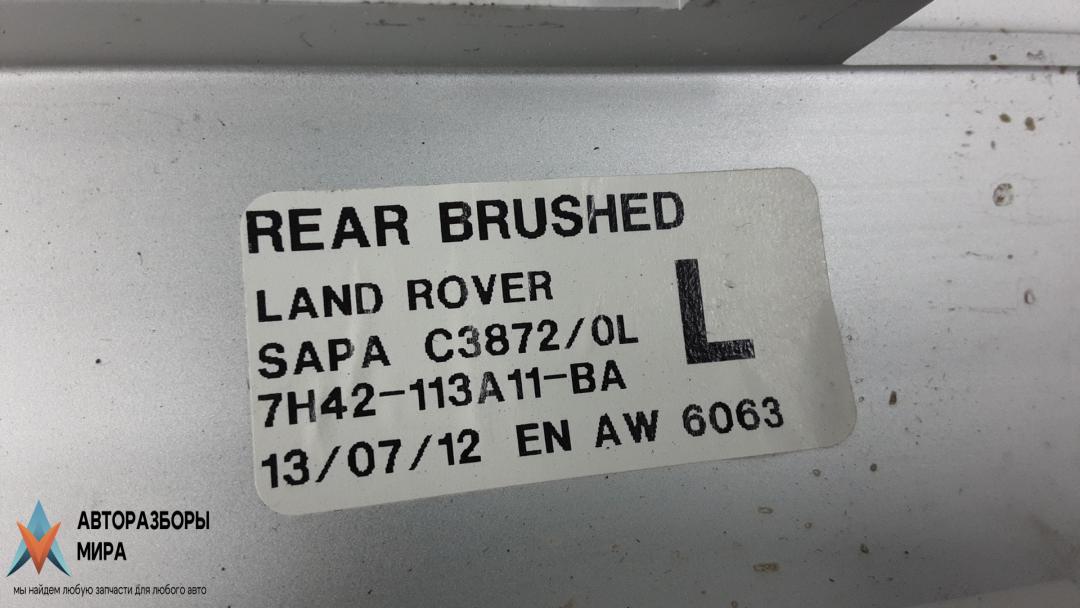 REAR BRUSHED
LAND ROVER
SAPA C3872/0L
L
7H42-113A11-BA
13/07/12 EN AW 6063
АВТОРАЗБОРЫ
МИРА
мы найдем любую запчасти для любого авто